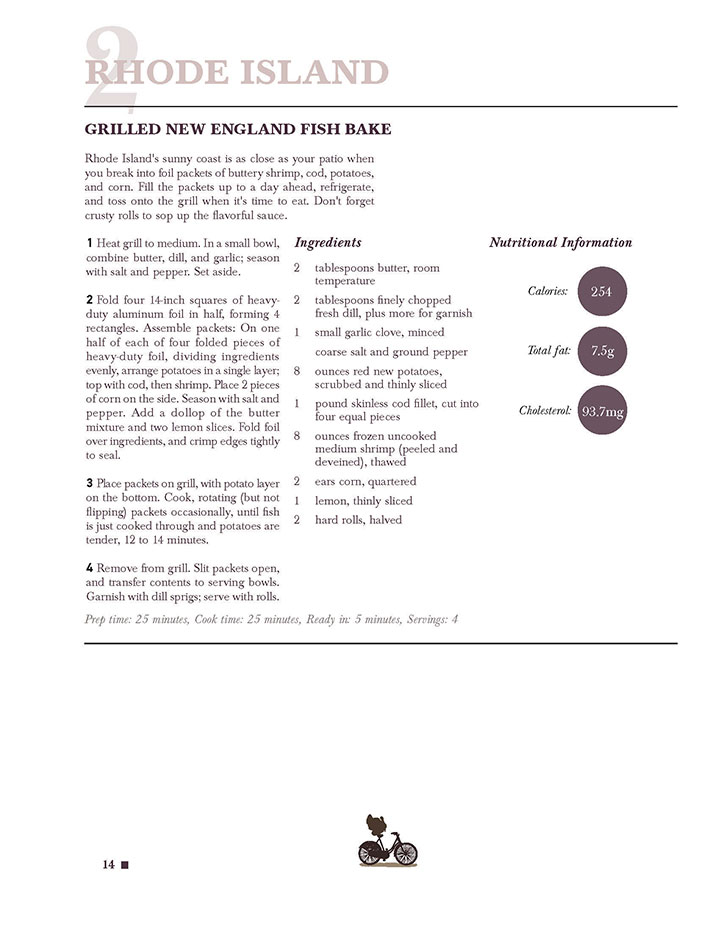 2
RHODE ISLAND
GRILLED NEW ENGLAND FISH BAKE
Rhode Island's sunny coast is as close as your patio when
you break into foil packets of buttery shrimp, cod, potatoes,
and corn. Fill the packets up to a day ahead, refrigerate,
and toss onto the grill when it's time to eat. Don't forget
crusty rolls to sop up the flavorful sauce.
1 Heat grill to medium. In a small bowl,
combine butter, dill, and garlic; season
with salt and pepper. Set aside.
2 Fold four 14-inch squares of heavy-
duty aluminum foil in half, forming 4
rectangles. Assemble packets: On one
half of each of four folded pieces of
heavy-duty foil, dividing ingredients
evenly, arrange potatoes in a single layer;
top with cod, then shrimp. Place 2 pieces
of corn on the side. Season with salt and
pepper. Add a dollop of the butter
mixture and two lemon slices. Fold foil
over ingredients, and crimp edges tightly
to seal.
3 Place packets on grill, with potato layer
on the bottom. Cook, rotating (but not
flipping) packets occasionally, until fish
is just cooked through and potatoes are
tender, 12 to 14 minutes.
4 Remove from grill. Slit packets open,
and transfer contents to serving bowls.
Garnish with dill sprigs; serve with rolls.
Ingredients
2 tablespoons butter, room
temperature
2 tablespoons finely chopped
fresh dill, plus more for garnish
1 small garlic clove, minced
coarse salt and ground pepper
8 ounces red new potatoes,
scrubbed and thinly sliced
1 pound skinless cod fillet, cut into
four equal pieces
8 ounces frozen uncooked
medium shrimp (peeled and
deveined), thawed
2 ears corn, quartered
1 lemon, thinly sliced
2 hard rolls, halved
Nutritional Information
Calories: 254
Total fat: 7.5g
Cholesterol: 93.7mg
Prep time: 25 minutes, Cook time: 25 minutes, Ready in: 5 minutes, Servings: 4
14